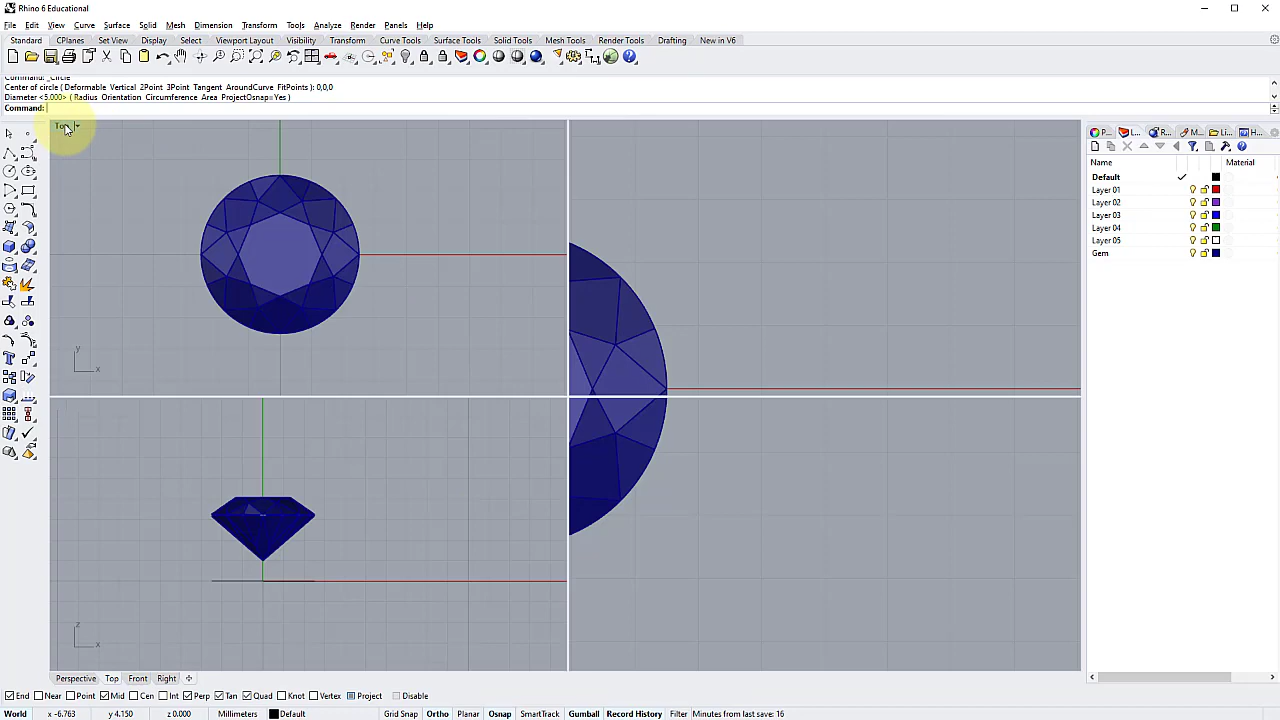 Rhino 6 Educational
File Edit View Curve Surface Solid Mesh Dimension Transform Tools Analyze Render Panels Help
Standard CPlanes Set View Display Select Viewport Layout Visibility Transform Curve Tools Surface Tools Solid Tools Mesh Tools Render Tools Drafting New in V6
Command: _Circle
Center of circle ( Deformable Vertical 2Point 3Point Tangent AroundCurve FitPoints ): 0,0,0
Diameter <5.000> ( Radius Orientation Circumference Area ProjectOsnap=Yes )
Command:
P... L... R... M... Li... H...
Name Material
Default
Layer 01
Layer 02
Layer 03
Layer 04
Layer 05
Gem
y
x
z
x
Perspective Top Front Right
End Near Point Mid Cen Int Perp Tan Quad Knot Vertex Project Disable
World x -6.763 y 4.150 z 0.000 Millimeters Default Grid Snap Ortho Planar Osnap SmartTrack Gumball Record History Filter Minutes from last save: 16